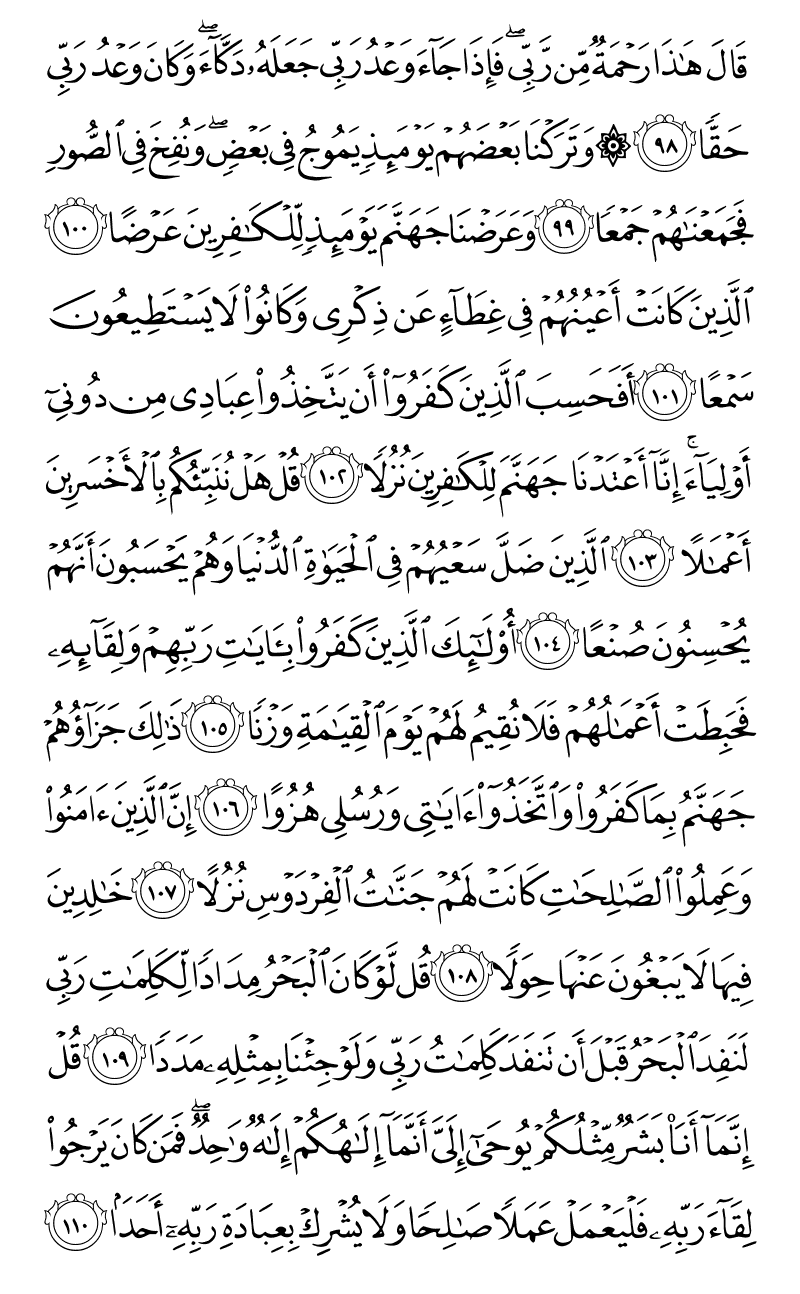 قَالَ هَٰذَا رَحْمَةٌ مِّن رَّبِّى ۖ فَإِذَا جَآءَ وَعْدُ رَبِّى جَعَلَهُۥ دَكَّآءَ ۖ وَكَانَ وَعْدُ رَبِّى
حَقًّا ٩٨ ۞ وَتَرَكْنَا بَعْضَهُمْ يَوْمَئِذٍ يَمُوجُ فِى بَعْضٍ ۖ وَنُفِخَ فِى ٱلصُّورِ
فَجَمَعْنَٰهُمْ جَمْعًا ٩٩ وَعَرَضْنَا جَهَنَّمَ يَوْمَئِذٍ لِّلْكَٰفِرِينَ عَرْضًا ١٠٠
ٱلَّذِينَ كَانَتْ أَعْيُنُهُمْ فِى غِطَآءٍ عَن ذِكْرِى وَكَانُوا۟ لَا يَسْتَطِيعُونَ
سَمْعًا ١٠١ أَفَحَسِبَ ٱلَّذِينَ كَفَرُوٓا۟ أَن يَتَّخِذُوا۟ عِبَادِى مِن دُونِىٓ
أَوْلِيَآءَ ۚ إِنَّآ أَعْتَدْنَا جَهَنَّمَ لِلْكَٰفِرِينَ نُزُلًا ١٠٢ قُلْ هَلْ نُنَبِّئُكُم بِٱلْأَخْسَرِينَ
أَعْمَٰلًا ١٠٣ ٱلَّذِينَ ضَلَّ سَعْيُهُمْ فِى ٱلْحَيَوٰةِ ٱلدُّنْيَا وَهُمْ يَحْسَبُونَ أَنَّهُمْ
يُحْسِنُونَ صُنْعًا ١٠٤ أُو۟لَٰٓئِكَ ٱلَّذِينَ كَفَرُوا۟ بِـَٔايَٰتِ رَبِّهِمْ وَلِقَآئِهِۦ
فَحَبِطَتْ أَعْمَٰلُهُمْ فَلَا نُقِيمُ لَهُمْ يَوْمَ ٱلْقِيَٰمَةِ وَزْنًا ١٠٥ ذَٰلِكَ جَزَآؤُهُمْ
جَهَنَّمُ بِمَا كَفَرُوا۟ وَٱتَّخَذُوٓا۟ ءَايَٰتِى وَرُسُلِى هُزُوًا ١٠٦ إِنَّ ٱلَّذِينَ ءَامَنُوا۟
وَعَمِلُوا۟ ٱلصَّٰلِحَٰتِ كَانَتْ لَهُمْ جَنَّٰتُ ٱلْفِرْدَوْسِ نُزُلًا ١٠٧ خَٰلِدِينَ
فِيهَا لَا يَبْغُونَ عَنْهَا حِوَلًا ١٠٨ قُل لَّوْ كَانَ ٱلْبَحْرُ مِدَادًا لِّكَلِمَٰتِ رَبِّى
لَنَفِدَ ٱلْبَحْرُ قَبْلَ أَن تَنفَدَ كَلِمَٰتُ رَبِّى وَلَوْ جِئْنَا بِمِثْلِهِۦ مَدَدًا ١٠٩ قُلْ
إِنَّمَآ أَنَا۠ بَشَرٌ مِّثْلُكُمْ يُوحَىٰٓ إِلَىَّ أَنَّمَآ إِلَٰهُكُمْ إِلَٰهٌ وَٰحِدٌ ۖ فَمَن كَانَ يَرْجُوا۟
لِقَآءَ رَبِّهِۦ فَلْيَعْمَلْ عَمَلًا صَٰلِحًا وَلَا يُشْرِكْ بِعِبَادَةِ رَبِّهِۦٓ أَحَدًۢا ١١٠